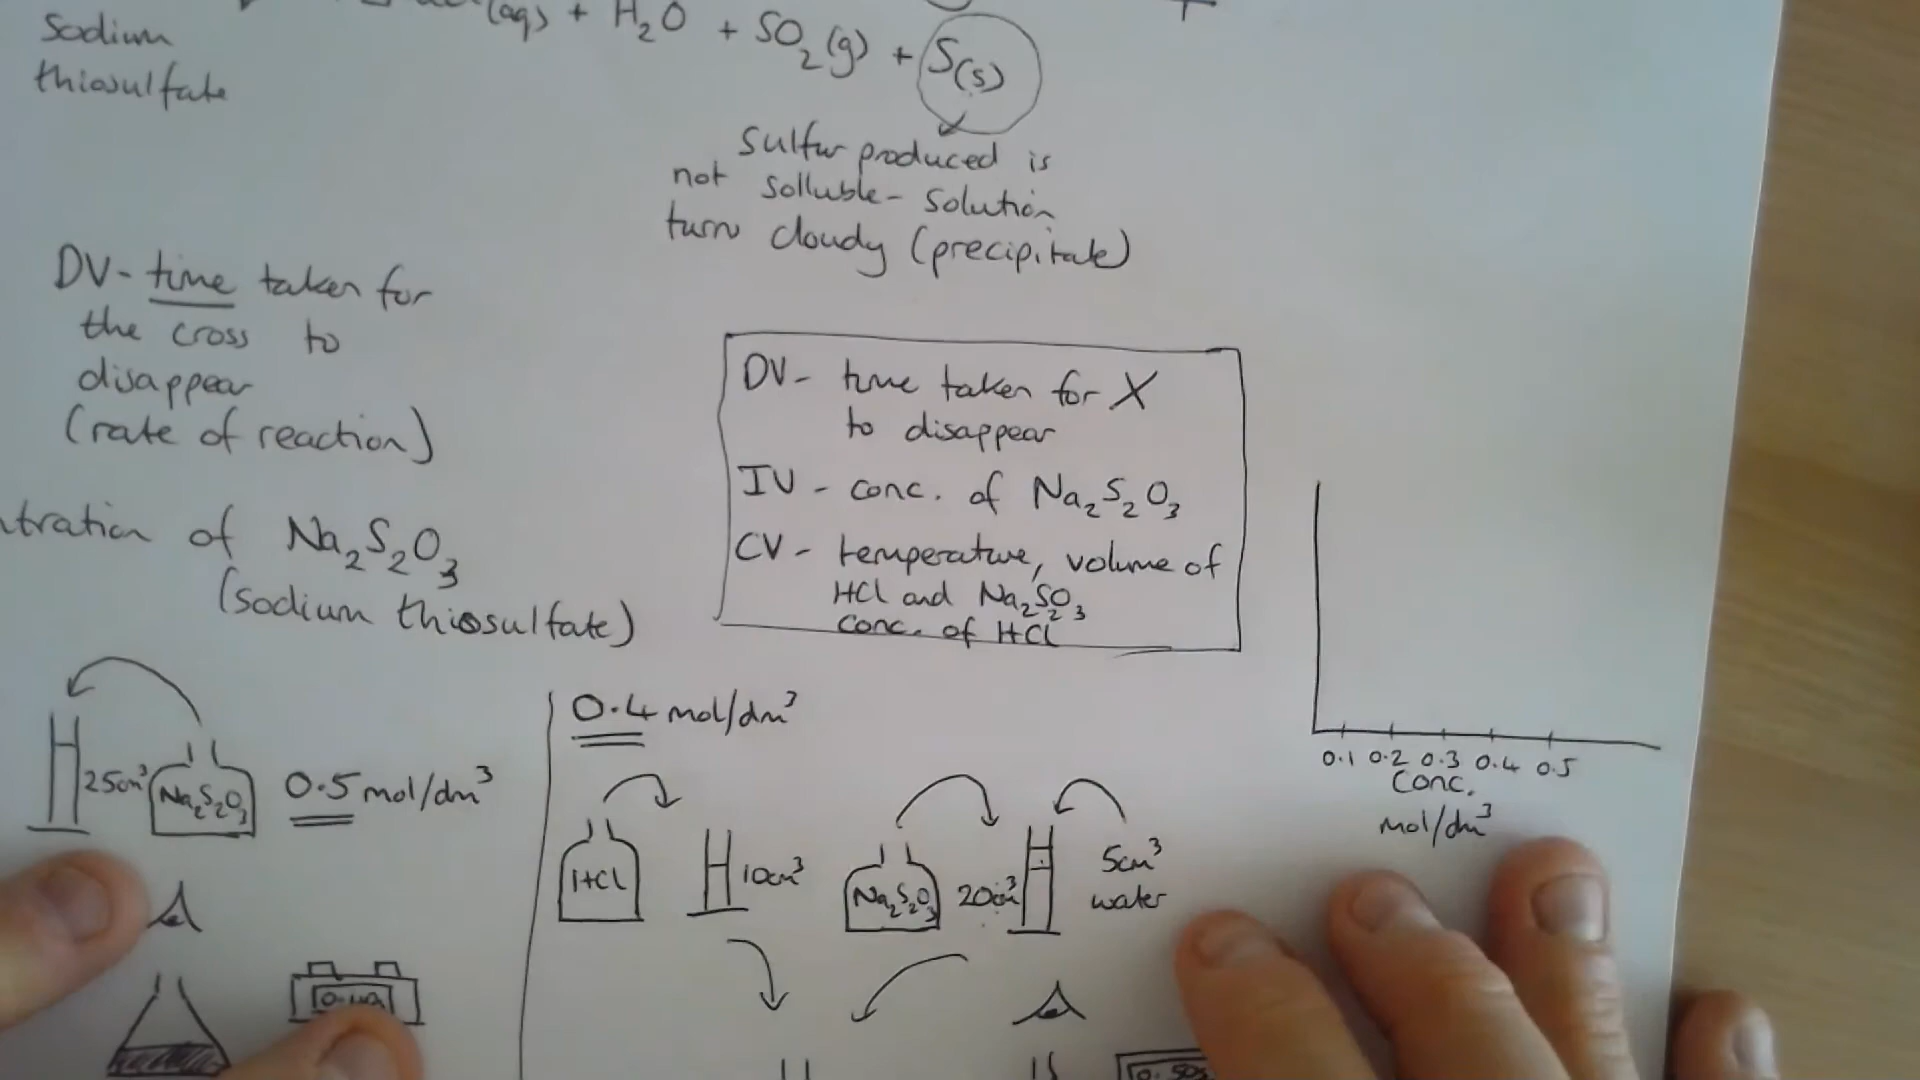 (aq) + H₂O + SO₂(g) + S(s)
Sodium
thiosulfate
Sulfur produced is
not solluble - solution
turn cloudy (precipitate)
DV - time taken for
the cross to
disappear
(rate of reaction)
DV - time taken for X
to disappear
IV - conc. of Na₂S₂O₃
CV - temperature, volume of
HCl and Na₂S₂O₃
conc. of HCl
ntration of Na₂S₂O₃
(sodium thiosulfate)
25cm³
Na₂S₂O₃
0.5 mol/dm³
0.4 mol/dm³
HCl
10cm³
Na₂S₂O₃
20cm³
5cm³
water
0.1 0.2 0.3 0.4 0.5
Conc.
mol/dm³